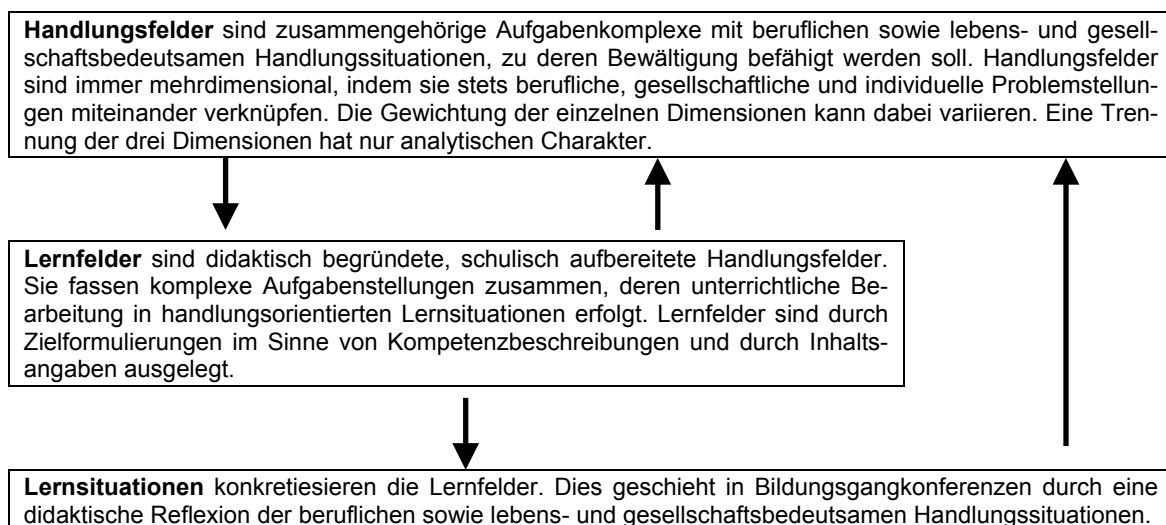 Handlungsfelder sind zusammengehörige Aufgabenkomplexe mit beruflichen sowie lebens- und gesell-
schaftsbedeutsamen Handlungssituationen, zu deren Bewältigung befähigt werden soll. Handlungsfelder
sind immer mehrdimensional, indem sie stets berufliche, gesellschaftliche und individuelle Problemstellun-
gen miteinander verknüpfen. Die Gewichtung der einzelnen Dimensionen kann dabei variieren. Eine Tren-
nung der drei Dimensionen hat nur analytischen Charakter.
Lernfelder sind didaktisch begründete, schulisch aufbereitete Handlungsfelder.
Sie fassen komplexe Aufgabenstellungen zusammen, deren unterrichtliche Be-
arbeitung in handlungsorientierten Lernsituationen erfolgt. Lernfelder sind durch
Zielformulierungen im Sinne von Kompetenzbeschreibungen und durch Inhalts-
angaben ausgelegt.
Lernsituationen konkretiesieren die Lernfelder. Dies geschieht in Bildungsgangkonferenzen durch eine
didaktische Reflexion der beruflichen sowie lebens- und gesellschaftsbedeutsamen Handlungssituationen.